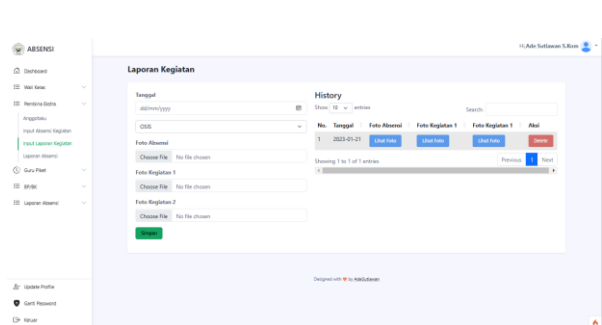 ABSENSI
Hi,Ade Sutlawan S.Kom
Dashboard
Wali Kelas
Pembina Ekstra
Anggotaku
Input Absensi Kegiatan
Input Laporan Kegiatan
Laporan Absensi
Guru Piket
BP/BK
Laporan Absensi
Update Profile
Ganti Password
Keluar
Laporan Kegiatan
Tanggal
dd/mm/yyyy
OSIS
Foto Absensi
Choose File No file chosen
Foto Kegiatan 1
Choose File No file chosen
Foto Kegiatan 2
Choose File No file chosen
Simpan
History
Show 10 entries
Search:
No. Tanggal Foto Absensi Foto Kegiatan 1 Foto Kegiatan 1 Aksi
1 2023-01-21 Lihat Foto Lihat Foto Lihat Foto Delete
Showing 1 to 1 of 1 entries
Previous 1 Next
Designed with ❤ by AdeSutlawan